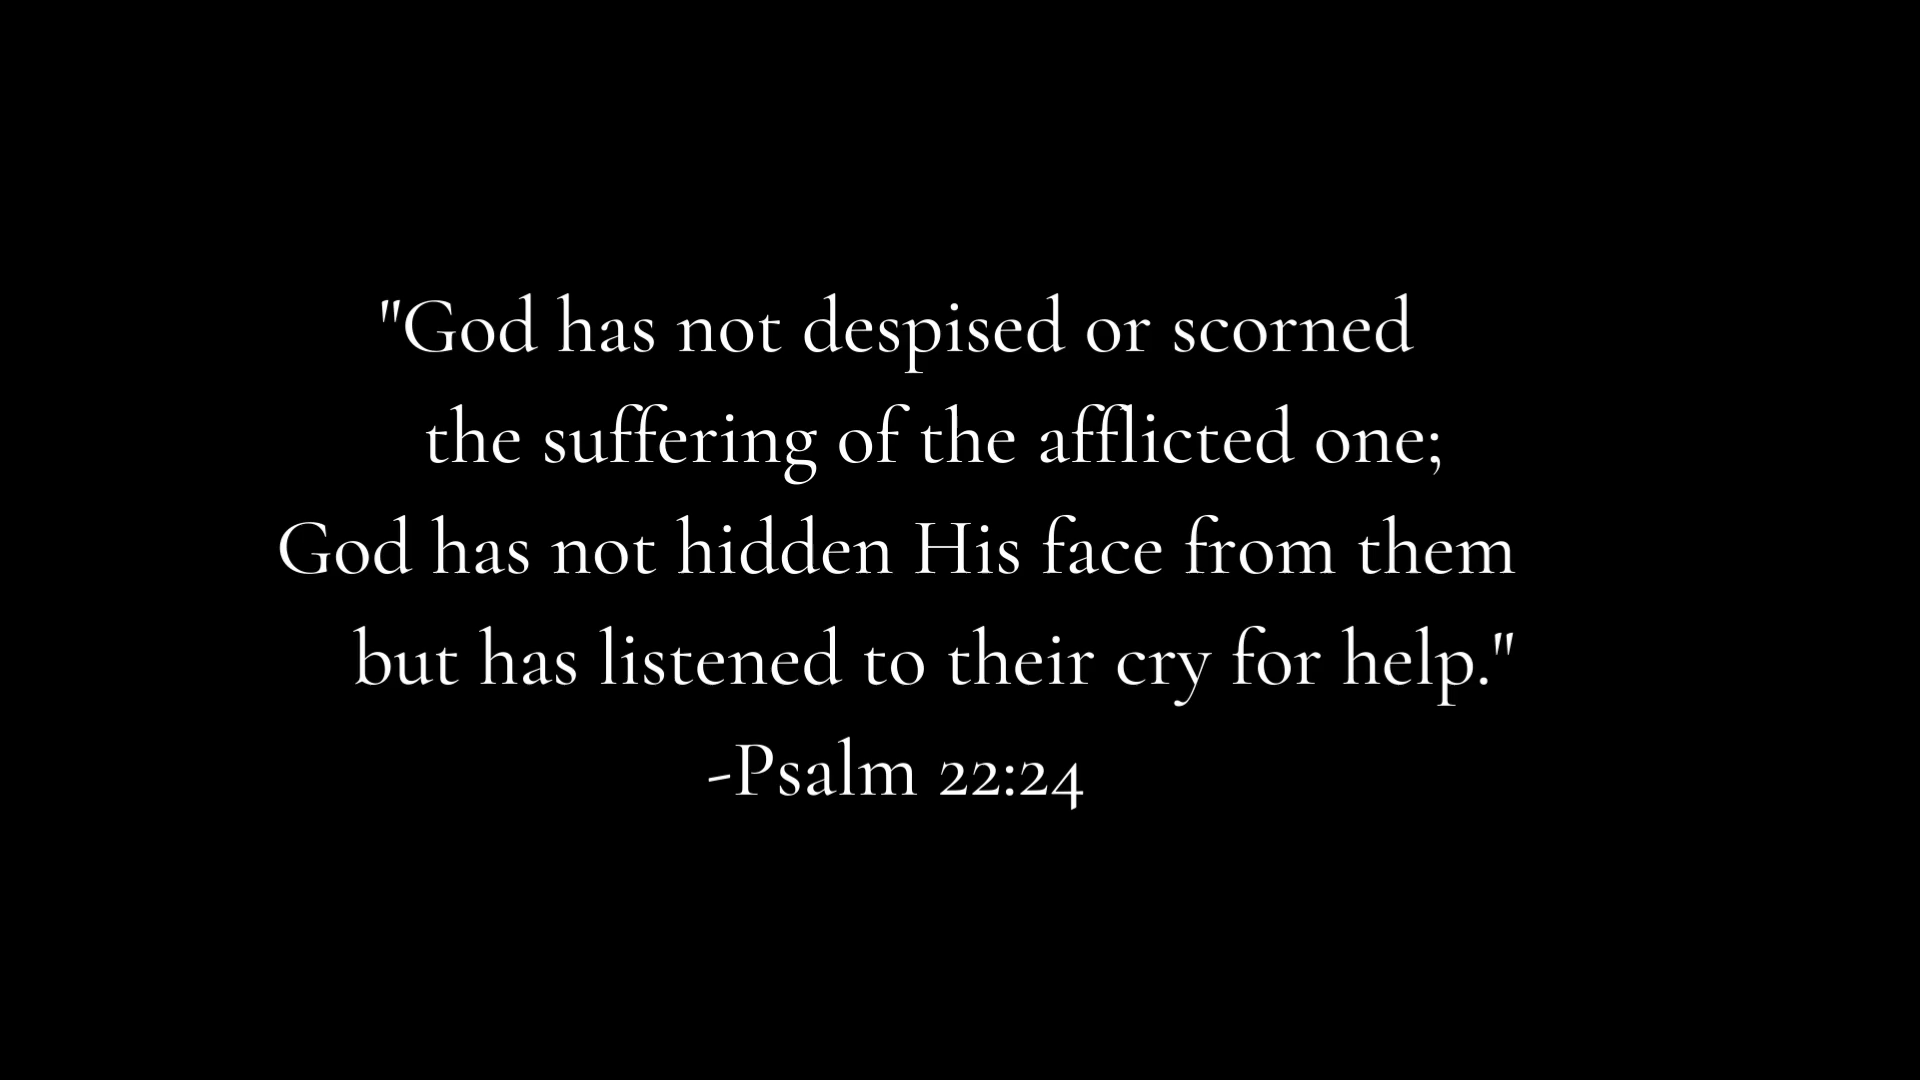 "God has not despised or scorned
the suffering of the afflicted one;
God has not hidden His face from them
but has listened to their cry for help."
-Psalm 22:24